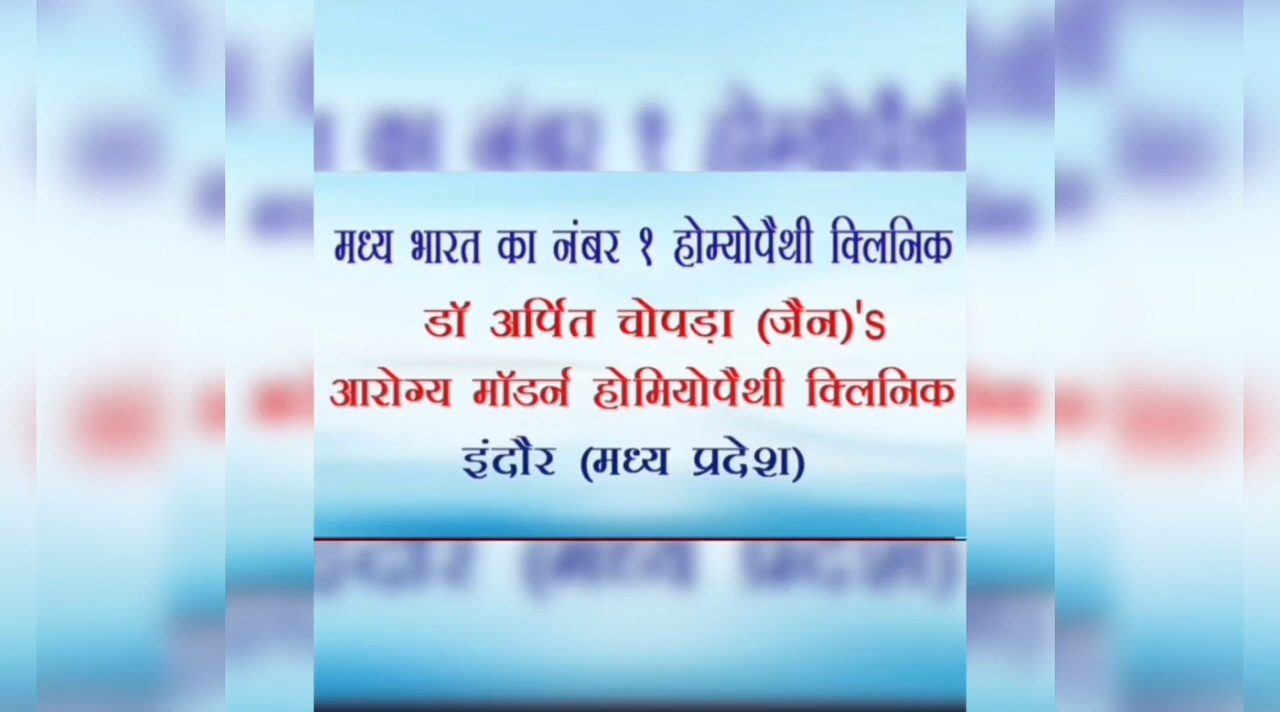 मध्य भारत का नंबर १ होम्योपैथी क्लिनिक
डॉ अर्पित चोपड़ा (जैन)'s
आरोग्य मॉडर्न होमियोपैथी क्लिनिक
इंदौर (मध्य प्रदेश)